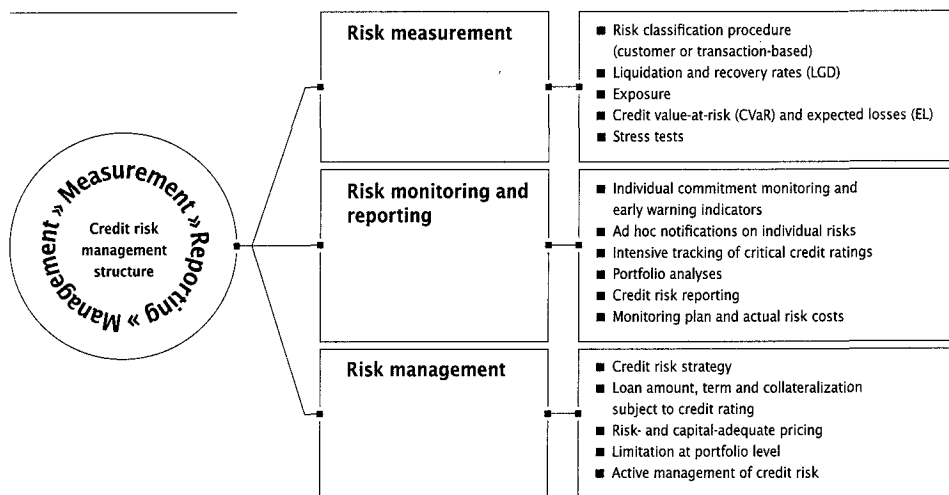 Measurement » Reporting » Management »
Credit risk
management
structure
Risk measurement
■ Risk classification procedure
(customer or transaction-based)
■ Liquidation and recovery rates (LGD)
■ Exposure
■ Credit value-at-risk (CVaR) and expected losses (EL)
■ Stress tests
Risk monitoring and
reporting
■ Individual commitment monitoring and
early warning indicators
■ Ad hoc notifications on individual risks
■ Intensive tracking of critical credit ratings
■ Portfolio analyses
■ Credit risk reporting
■ Monitoring plan and actual risk costs
Risk management
■ Credit risk strategy
■ Loan amount, term and collateralization
subject to credit rating
■ Risk- and capital-adequate pricing
■ Limitation at portfolio level
■ Active management of credit risk